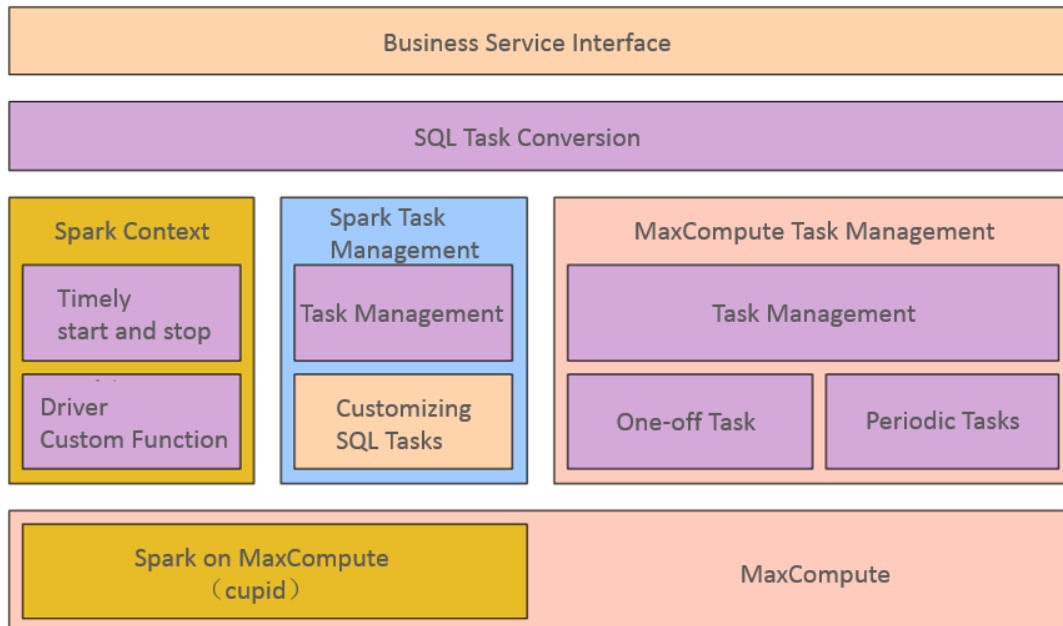 Business Service Interface
SQL Task Conversion
Spark Context
Timely
start and stop
Driver
Custom Function
Spark Task
Management
Task Management
Customizing
SQL Tasks
MaxCompute Task Management
Task Management
One-off Task
Periodic Tasks
Spark on MaxCompute
（cupid）
MaxCompute